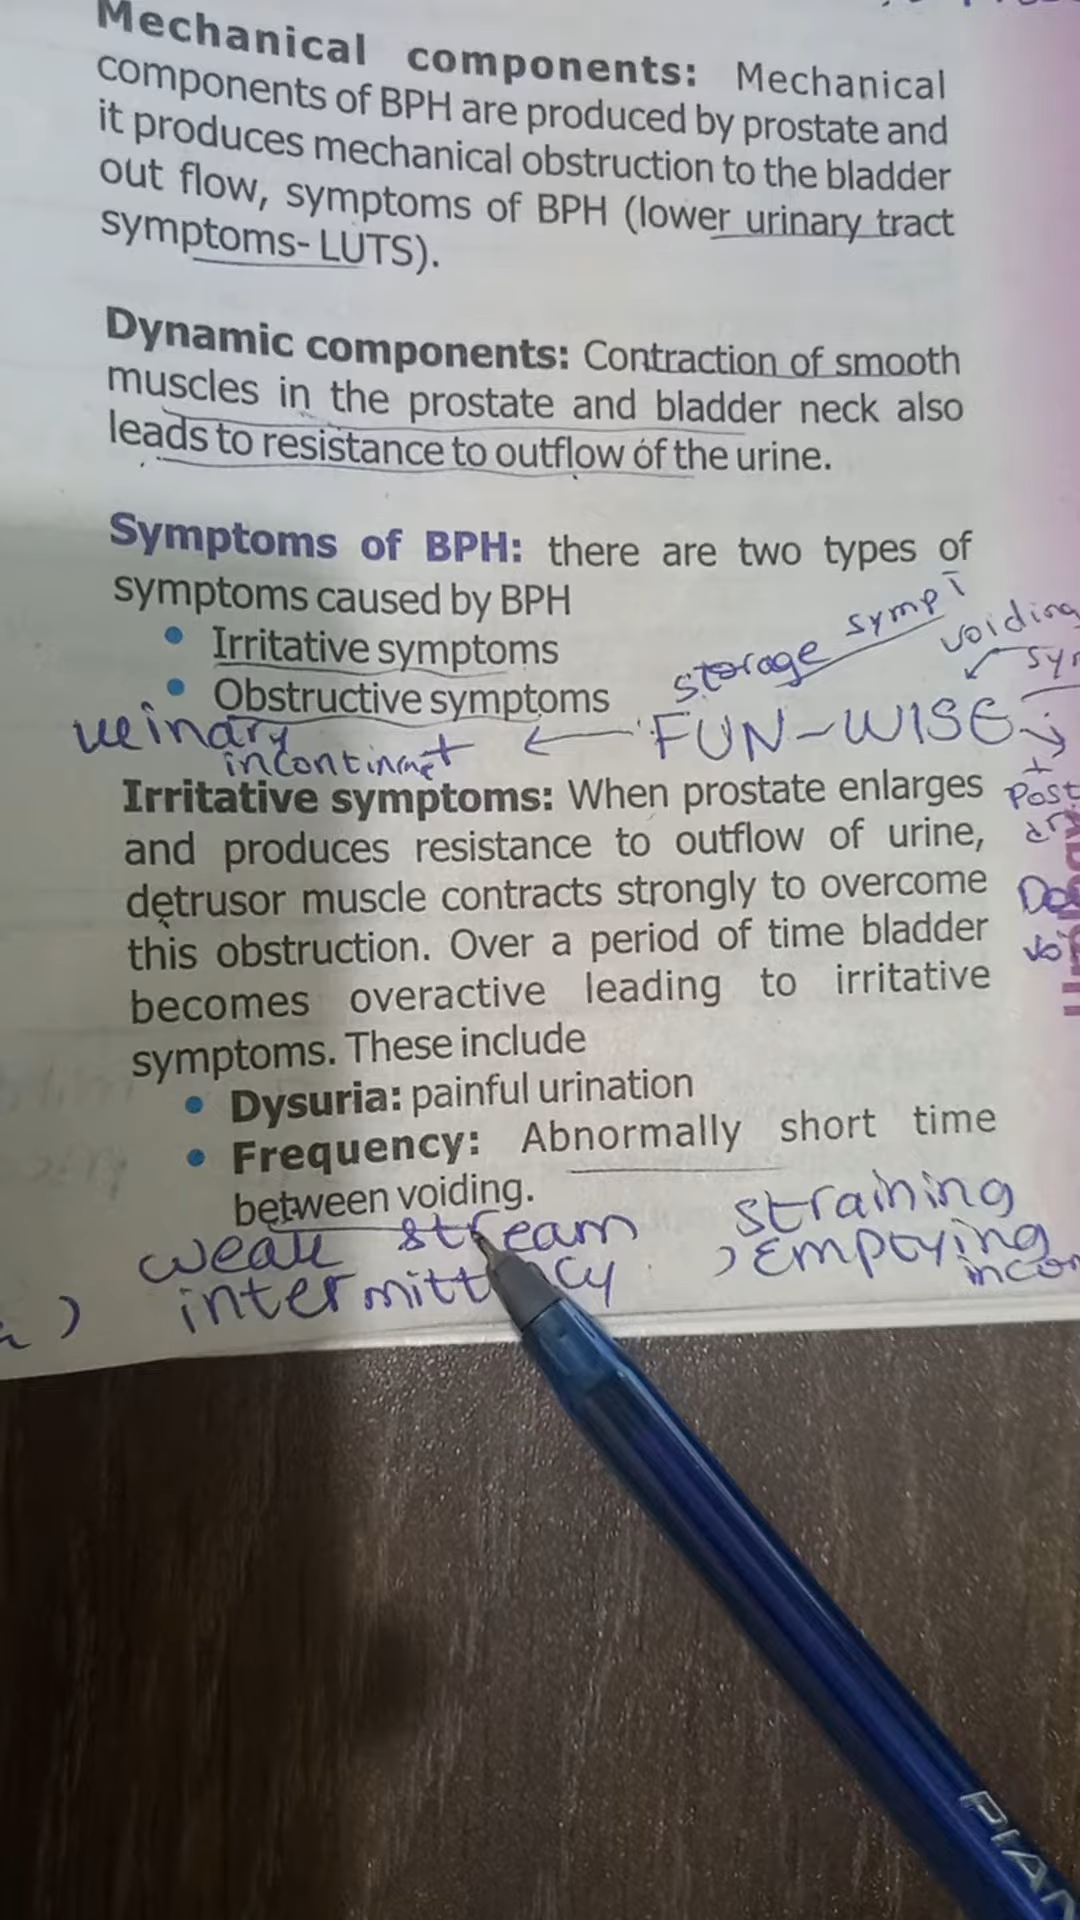 Mechanical components: Mechanical
components of BPH are produced by prostate and
it produces mechanical obstruction to the bladder
out flow, symptoms of BPH (lower urinary tract
symptoms- LUTS).
Dynamic components: Contraction of smooth
muscles in the prostate and bladder neck also
leads to resistance to outflow of the urine.
Symptoms of BPH: there are two types of
symptoms caused by BPH
Irritative symptoms
Obstructive symptoms
storage
voiding
FUN-WISE
Irritative symptoms: When prostate enlarges
and produces resistance to outflow of urine,
detrusor muscle contracts strongly to overcome
this obstruction. Over a period of time bladder
becomes overactive leading to irritative
symptoms. These include
Dysuria: painful urination
Frequency: Abnormally short time
between voiding.
Post
stream straining
Emptying
PIAN